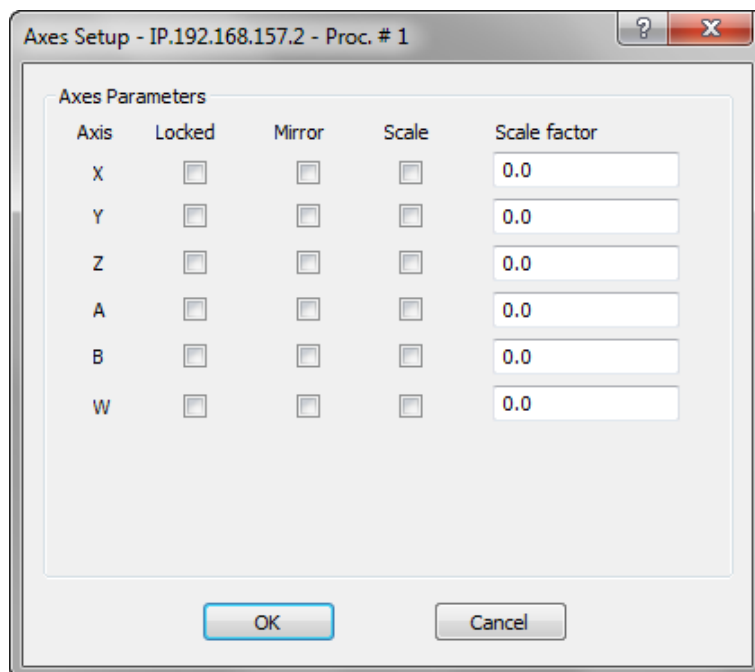 Axes Setup - IP.192.168.157.2 - Proc. # 1
?
X
Axes Parameters
Axis Locked Mirror Scale Scale factor
X 0.0
Y 0.0
Z 0.0
A 0.0
B 0.0
W 0.0
OK Cancel